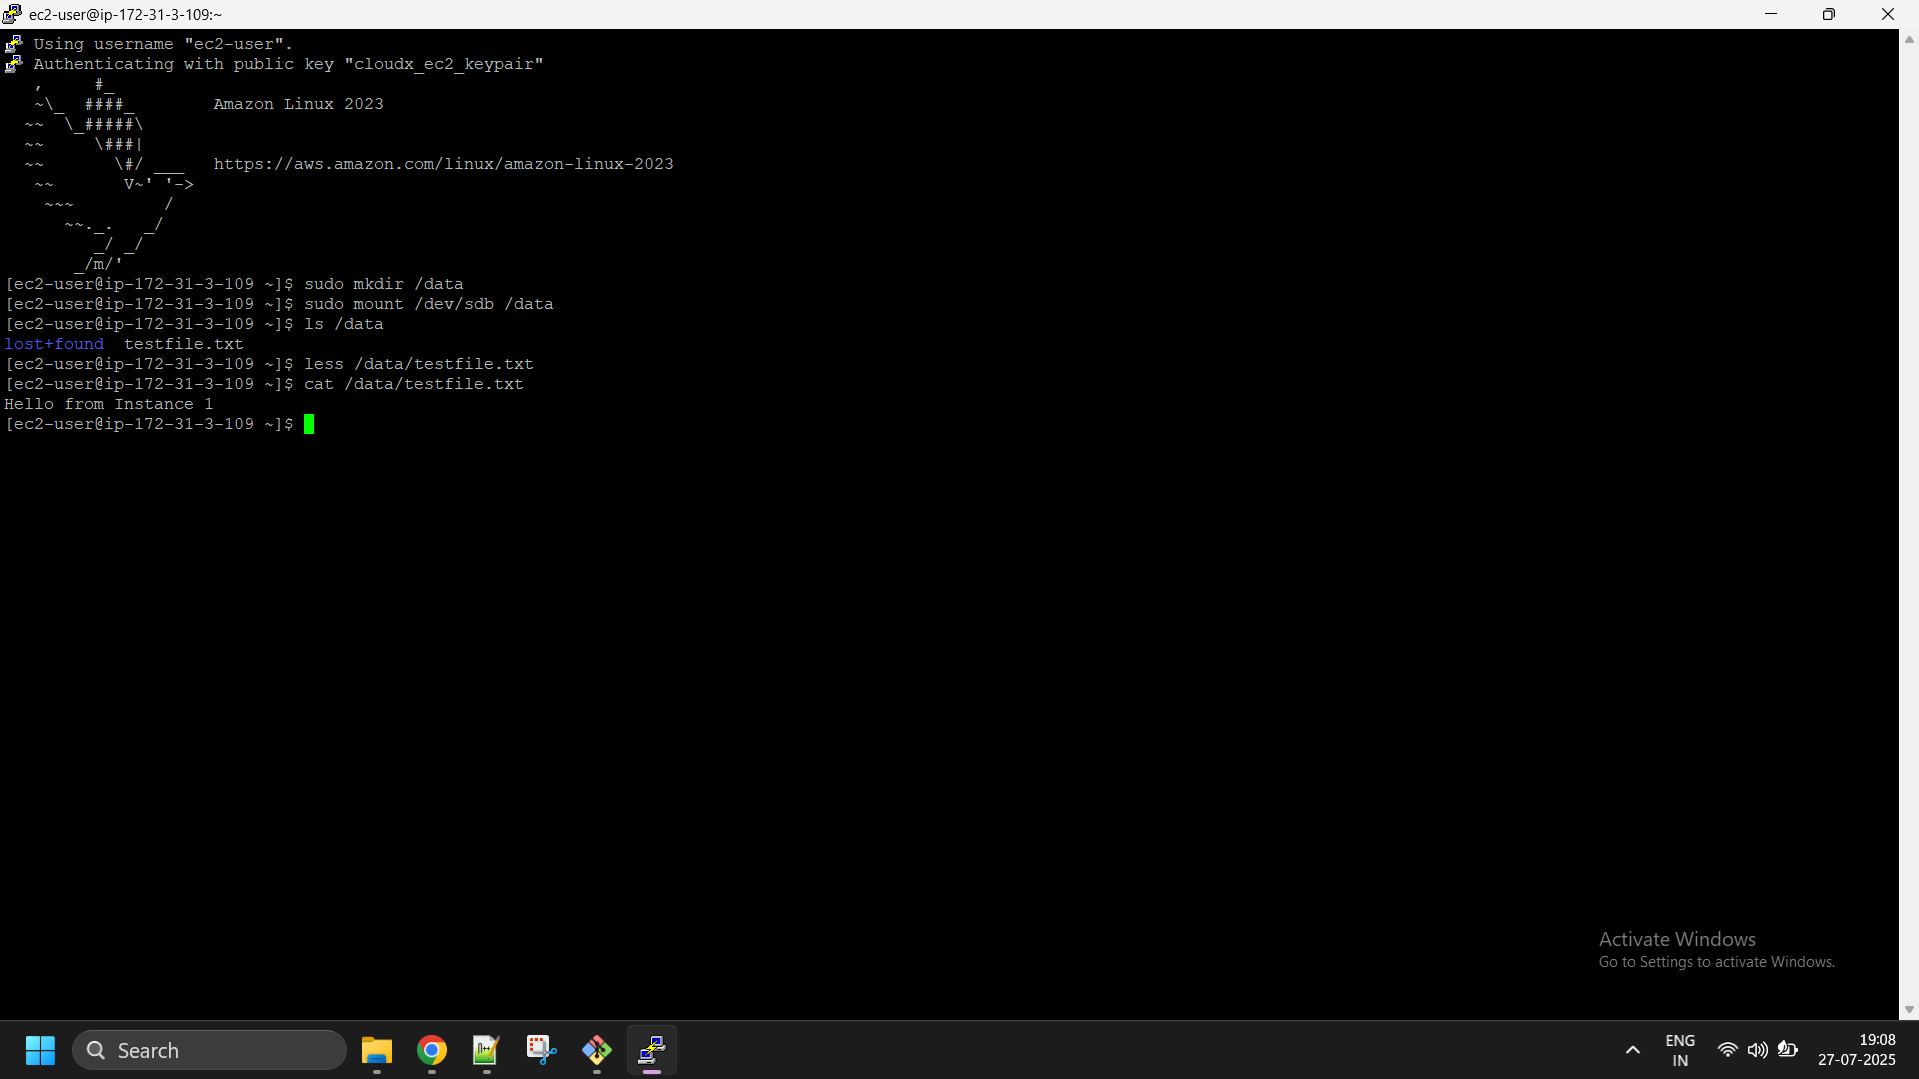 ec2-user@ip-172-31-3-109:~
Using username "ec2-user".
Authenticating with public key "cloudx_ec2_keypair"
   ,     #_
   ~\_  ####_        Amazon Linux 2023
  ~~  \_#####\
  ~~     \###|
  ~~       \#/ ___   https://aws.amazon.com/linux/amazon-linux-2023
   ~~       V~' '->
    ~~~         /
      ~~._.   _/
         _/ _/
       _/m/'
[ec2-user@ip-172-31-3-109 ~]$ sudo mkdir /data
[ec2-user@ip-172-31-3-109 ~]$ sudo mount /dev/sdb /data
[ec2-user@ip-172-31-3-109 ~]$ ls /data
lost+found  testfile.txt
[ec2-user@ip-172-31-3-109 ~]$ less /data/testfile.txt
[ec2-user@ip-172-31-3-109 ~]$ cat /data/testfile.txt
Hello from Instance 1
[ec2-user@ip-172-31-3-109 ~]$
Activate Windows
Go to Settings to activate Windows.
Search
ENG
IN
19:08
27-07-2025